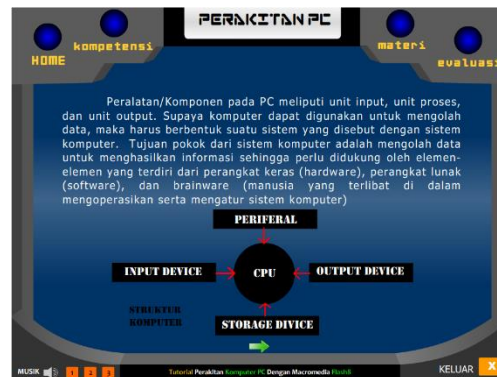 PERAKITAN PC
kompetensi
materi
HOME
evaluasi
Peralatan/Komponen pada PC meliputi unit input, unit proses,
dan unit output. Supaya komputer dapat digunakan untuk mengolah
data, maka harus berbentuk suatu sistem yang disebut dengan sistem
komputer. Tujuan pokok dari sistem komputer adalah mengolah data
untuk menghasilkan informasi sehingga perlu didukung oleh elemen-
elemen yang terdiri dari perangkat keras (hardware), perangkat lunak
(software), dan brainware (manusia yang terlibat di dalam
mengoperasikan serta mengatur sistem komputer)
PERIFERAL
INPUT DEVICE
CPU
OUTPUT DEVICE
STRUKTUR
KOMPUTER
STORAGE DIVICE
MUSIK
1 2 3
Tutorial Perakitan Komputer PC Dengan Macromedia Flash8
KELUAR X